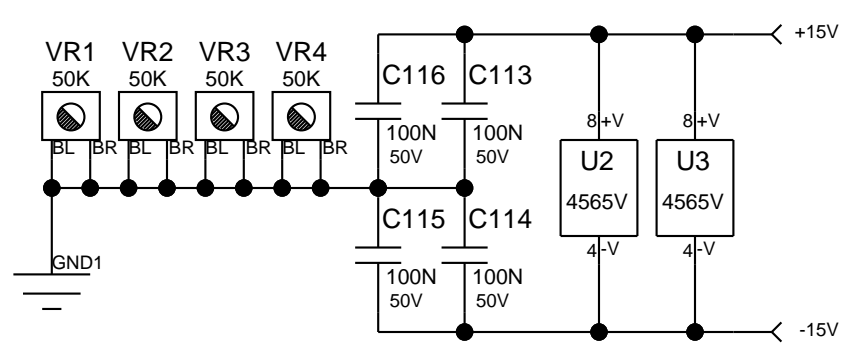 +15V
VR1 VR2 VR3 VR4
50K 50K 50K 50K
C116 C113
100N 100N
50V 50V
8 +V 8 +V
BL BR BL BR BL BR BL BR
U2 U3
4565V 4565V
C115 C114
4 -V 4 -V
GND1
100N 100N
50V 50V
-15V